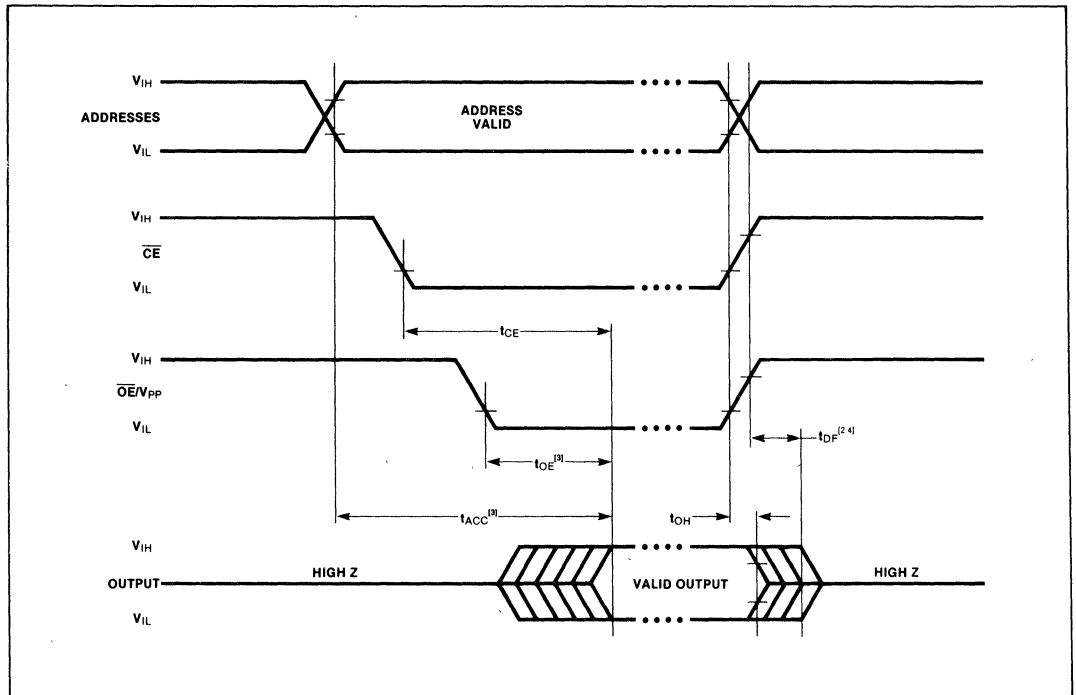 VIH
ADDRESSES
VIL
ADDRESS
VALID
VIH
CE
VIL
tCE
VIH
OE/VPP
VIL
tOE[3]
tDF[2 4]
tACC[3]
tOH
VIH
OUTPUT
VIL
HIGH Z
VALID OUTPUT
HIGH Z